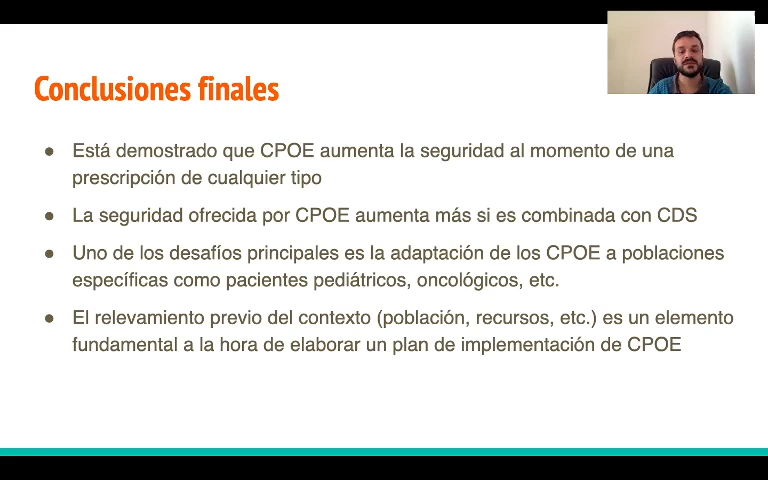 Conclusiones finales
● Está demostrado que CPOE aumenta la seguridad al momento de una
prescripción de cualquier tipo
● La seguridad ofrecida por CPOE aumenta más si es combinada con CDS
● Uno de los desafíos principales es la adaptación de los CPOE a poblaciones
específicas como pacientes pediátricos, oncológicos, etc.
● El relevamiento previo del contexto (población, recursos, etc.) es un elemento
fundamental a la hora de elaborar un plan de implementación de CPOE